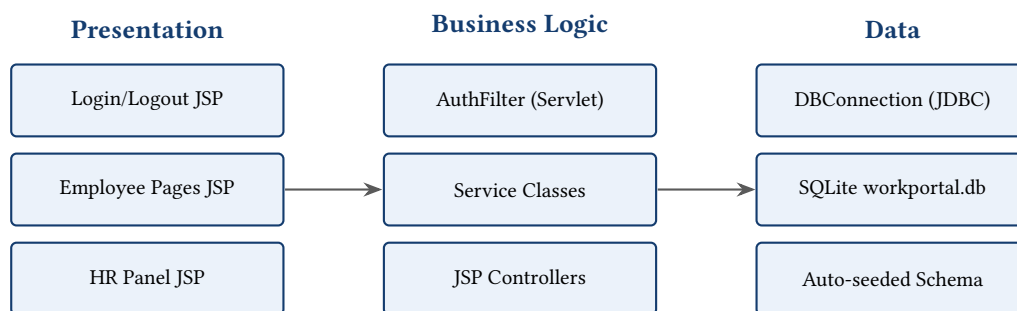 Presentation
Business Logic
Data
Login/Logout JSP
AuthFilter (Servlet)
DBConnection (JDBC)
Employee Pages JSP
Service Classes
SQLite workportal.db
HR Panel JSP
JSP Controllers
Auto-seeded Schema